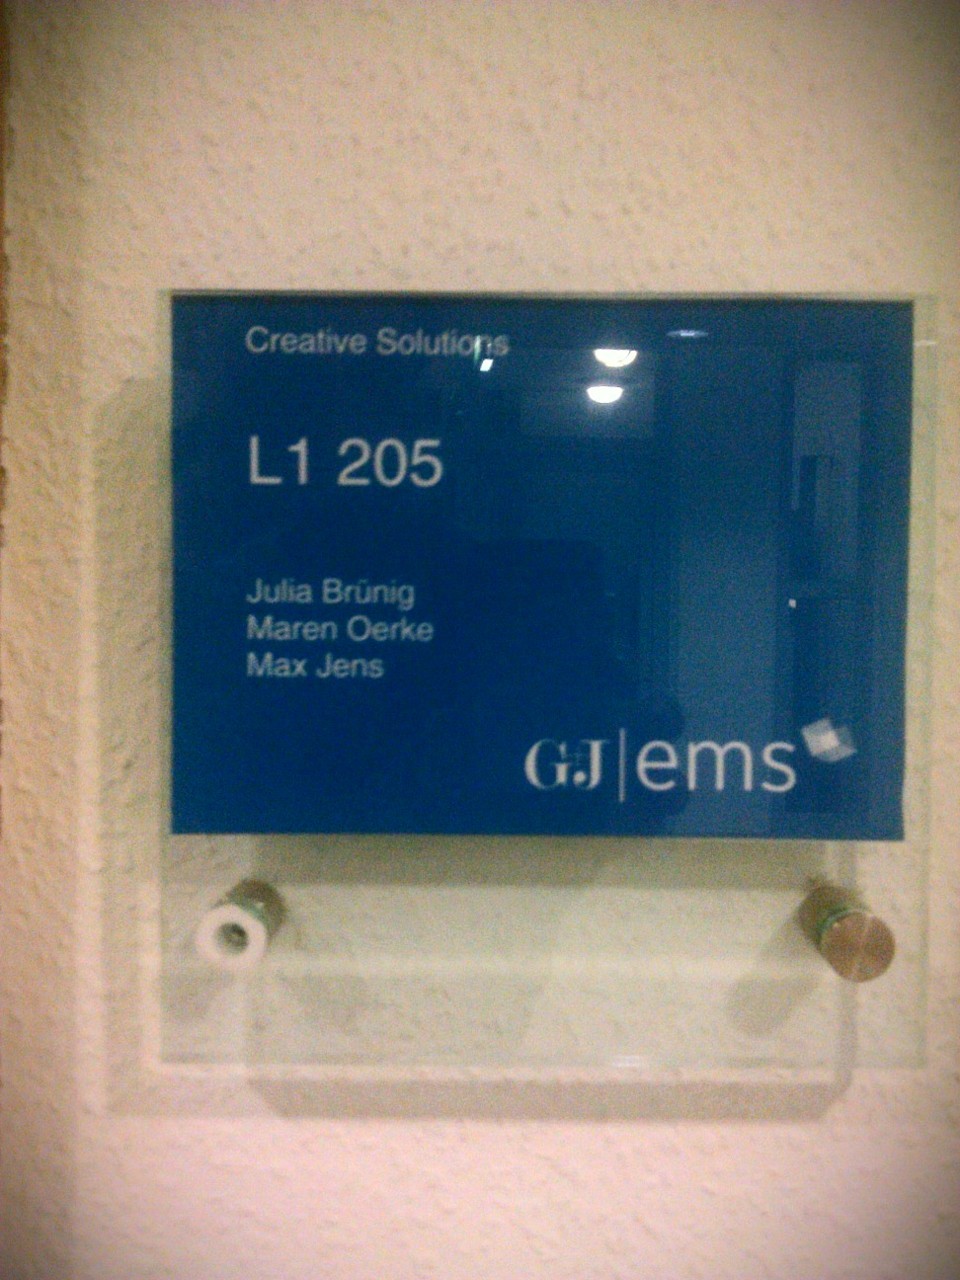 Creative Solutions
L1 205
Julia Brünig
Maren Oerke
Max Jens
G+J|ems